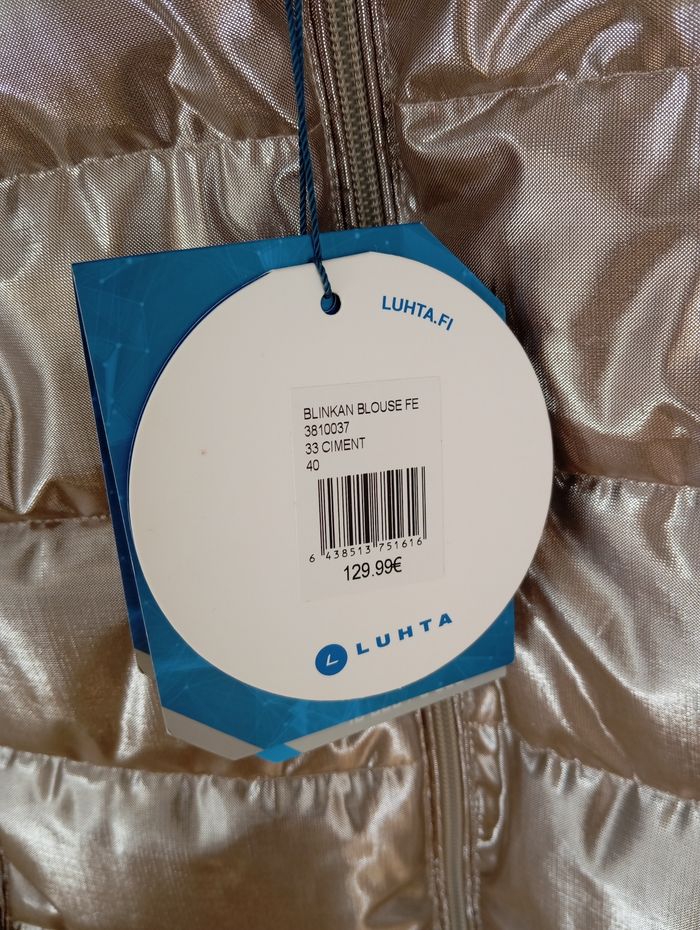 LUHTA.FI
BLINKAN BLOUSE FE
3810037
33 CIMENT
40
6 438513 751616
129.99€
LUHTA